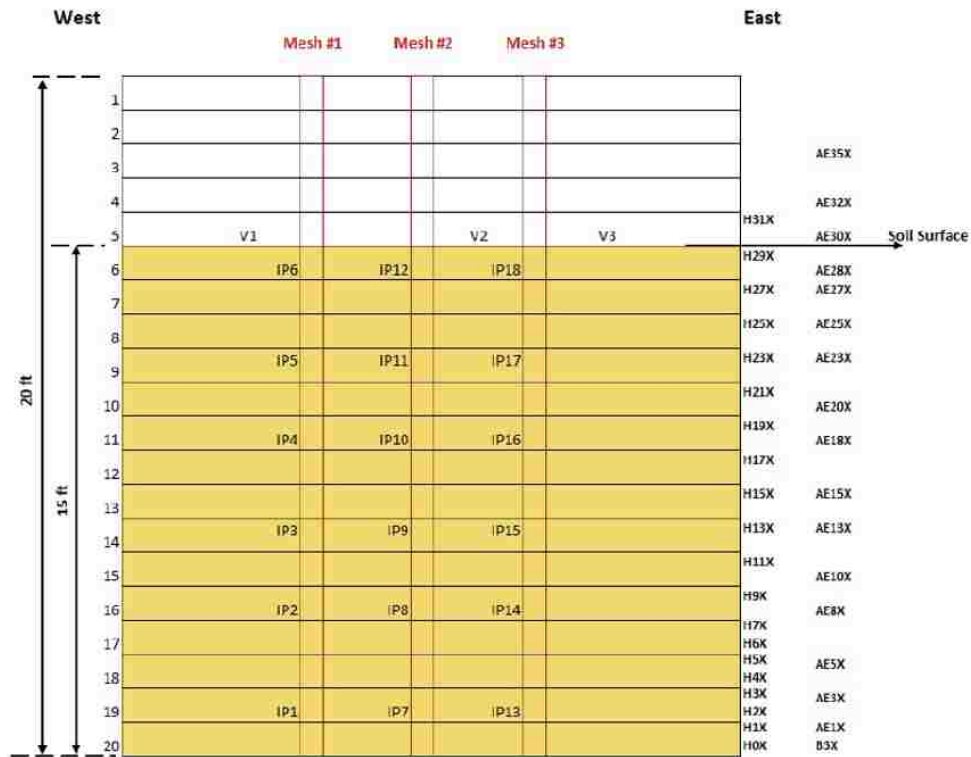 West East
Mesh #1 Mesh #2 Mesh #3
1
2
3 AE35X
4 AE32X
H31X
5 V1 V2 V3 AE30X Soil Surface
H29X
6 IP6 IP12 IP18 AE28X
H27X AE27X
7
H25X AE25X
8
9 IP5 IP11 IP17 H23X AE23X
H21X
20 ft
10 AE20X
H19X
11 IP4 IP10 IP16 AE18X
H17X
12
15 ft
H15X AE15X
13
IP3 IP9 IP15 H13X AE13X
14
H11X
15 AE10X
H9X
16 IP2 IP8 IP14 AE8X
H7X
17 H6X
H5X AE5X
18 H4X
H3X AE3X
19 IP1 IP7 IP13 H2X
H1X AE1X
20 H0X B3X